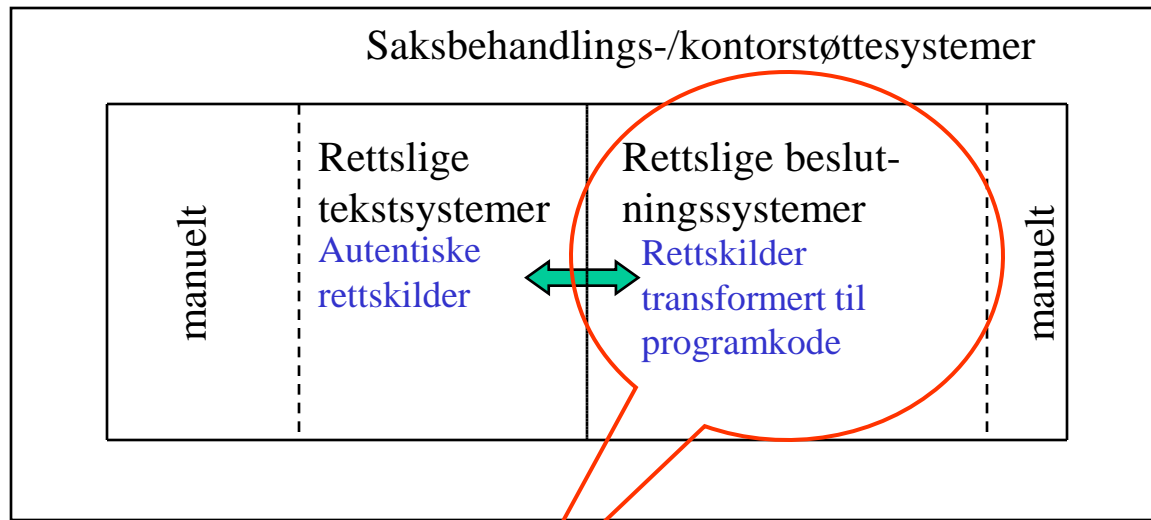 Saksbehandlings-/kontorstøttesystemer
manuelt
Rettslige
tekstsystemer
Autentiske
rettskilder
Rettslige beslut-
ningssystemer
Rettskilder
transformert til
programkode
manuelt